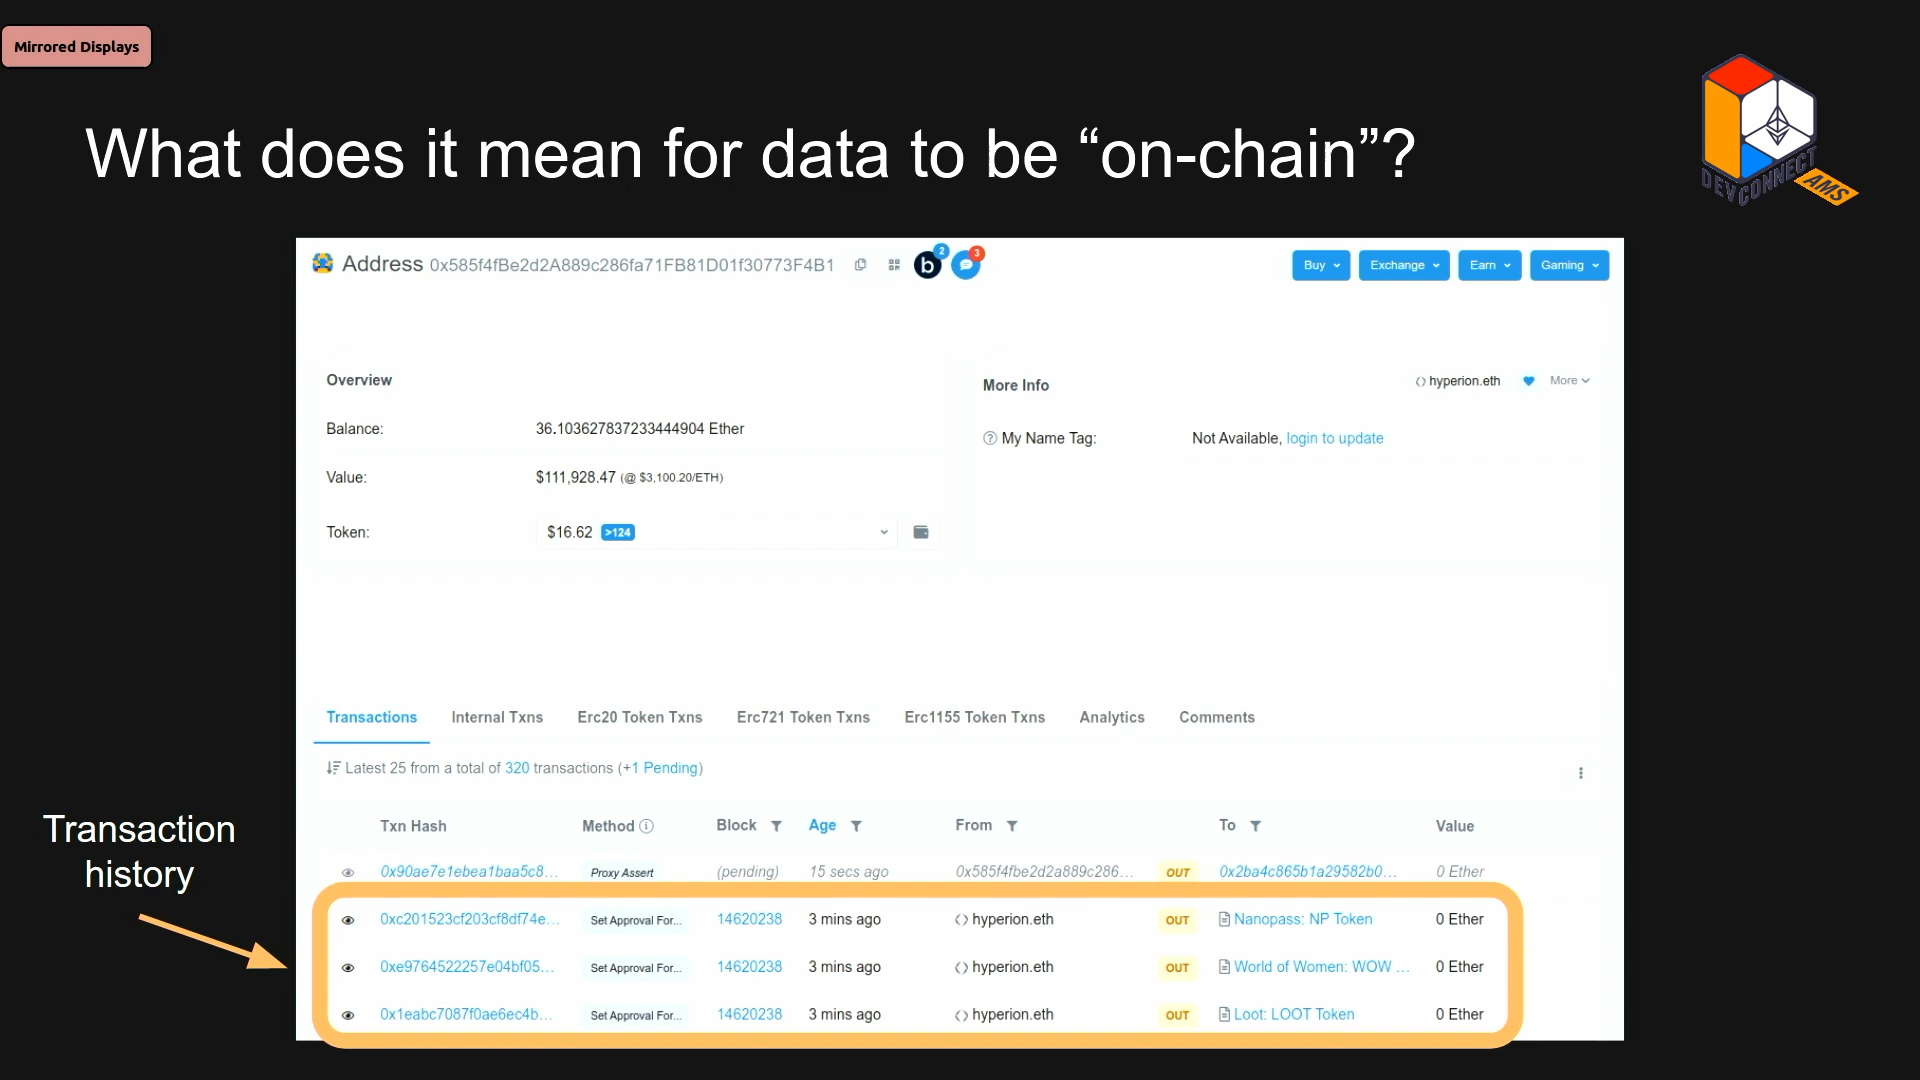 Mirrored Displays
What does it mean for data to be “on-chain”?
DEVCONNECT
AMS
Address 0x585f4fBe2d2A889c286fa71FB81D01f30773F4B1
b
2
3
Buy
Exchange
Earn
Gaming
Overview
Balance: 36.103627837233444904 Ether
Value: $111,928.47 (@ $3,100.20/ETH)
Token: $16.62 >124
More Info
hyperion.eth
More
My Name Tag: Not Available, login to update
Transactions Internal Txns Erc20 Token Txns Erc721 Token Txns Erc1155 Token Txns Analytics Comments
Latest 25 from a total of 320 transactions (+1 Pending)
Txn Hash Method Block Age From To Value
0x90ae7e1ebea1baa5c8... Proxy Assert (pending) 15 secs ago 0x585f4fbe2d2a889c286... OUT 0x2ba4c865b1a29582b0... 0 Ether
0xc201523cf203cf8df74e... Set Approval For... 14620238 3 mins ago hyperion.eth OUT Nanopass: NP Token 0 Ether
0xe9764522257e04bf05... Set Approval For... 14620238 3 mins ago hyperion.eth OUT World of Women: WOW ... 0 Ether
0x1eabc7087f0ae6ec4b... Set Approval For... 14620238 3 mins ago hyperion.eth OUT Loot: LOOT Token 0 Ether
Transaction
history